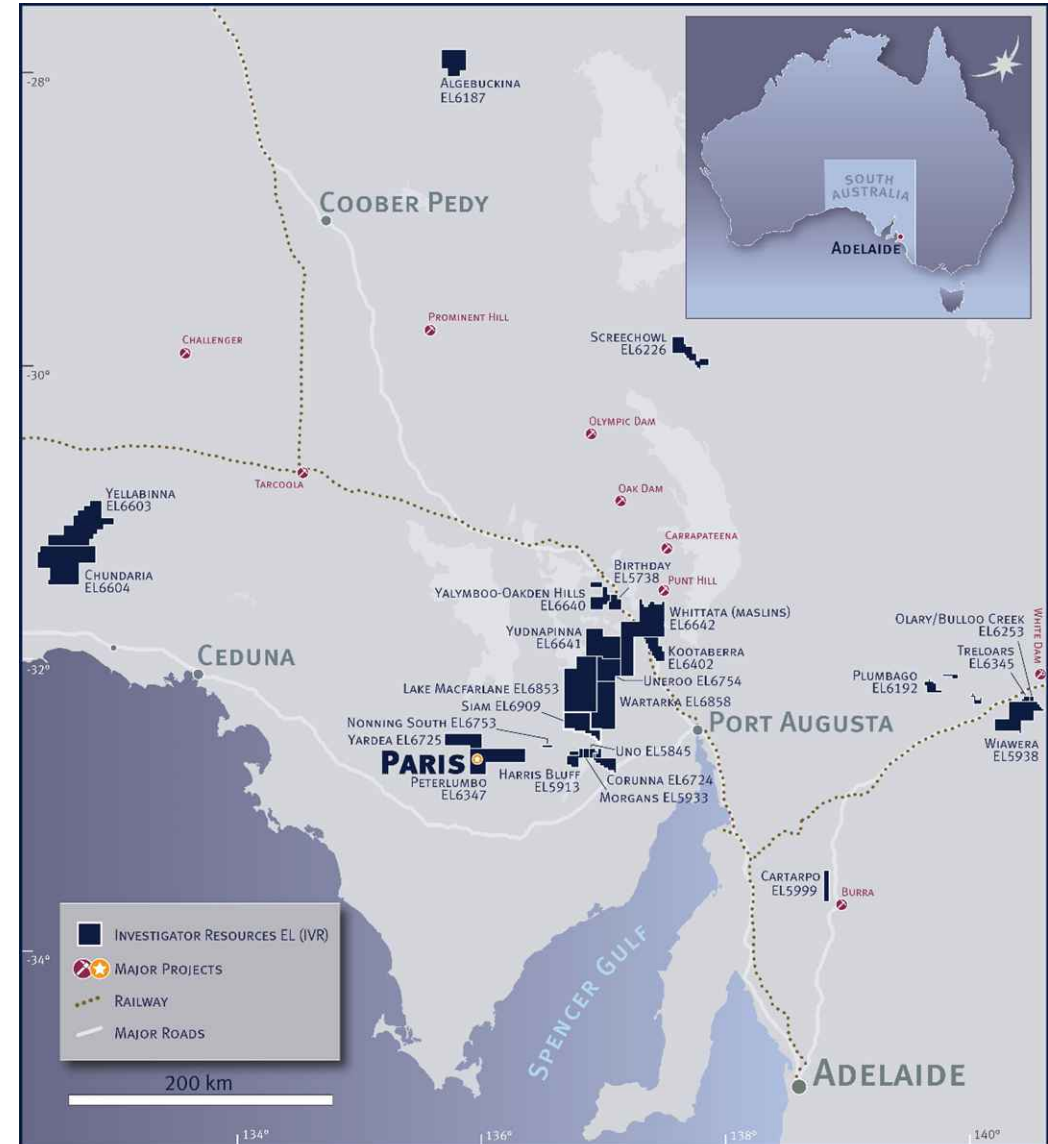 -28°
ALGEBUCKINA
EL6187
SOUTH
AUSTRALIA
ADELAIDE
COOBER PEDY
PROMINENT HILL
CHALLENGER
SCREECHOWL
EL6226
-30°
OLYMPIC DAM
TARCOOLA
OAK DAM
YELLABINNA
EL6603
CARRAPATEENA
CHUNDARIA
EL6604
BIRTHDAY
EL5738
PUNT HILL
YALYMBOO-OAKDEN HILLS
EL6640
WHITTATA (MASLINS)
EL6642
OLARY/BULLOO CREEK
EL6253
WHITE DAM
YUDNAPINNA
EL6641
KOOTABERRA
EL6402
TRELOARS
EL6345
-32°
CEDUNA
UNEROO EL6754
PLUMBAGO
EL6192
LAKE MACFARLANE EL6853
WARTARKA EL6858
SIAM EL6909
NONNING SOUTH EL6753
PORT AUGUSTA
YARDEA EL6725
UNO EL5845
WIAWERA
EL5938
PARIS
PETERLUMBO
EL6347
HARRIS BLUFF
EL5913
CORUNNA EL6724
MORGANS EL5933
CARTARPO
EL5999
BURRA
INVESTIGATOR RESOURCES EL (IVR)
MAJOR PROJECTS
RAILWAY
MAJOR ROADS
-34°
SPENCER GULF
200 km
ADELAIDE
134°
136°
138°
140°